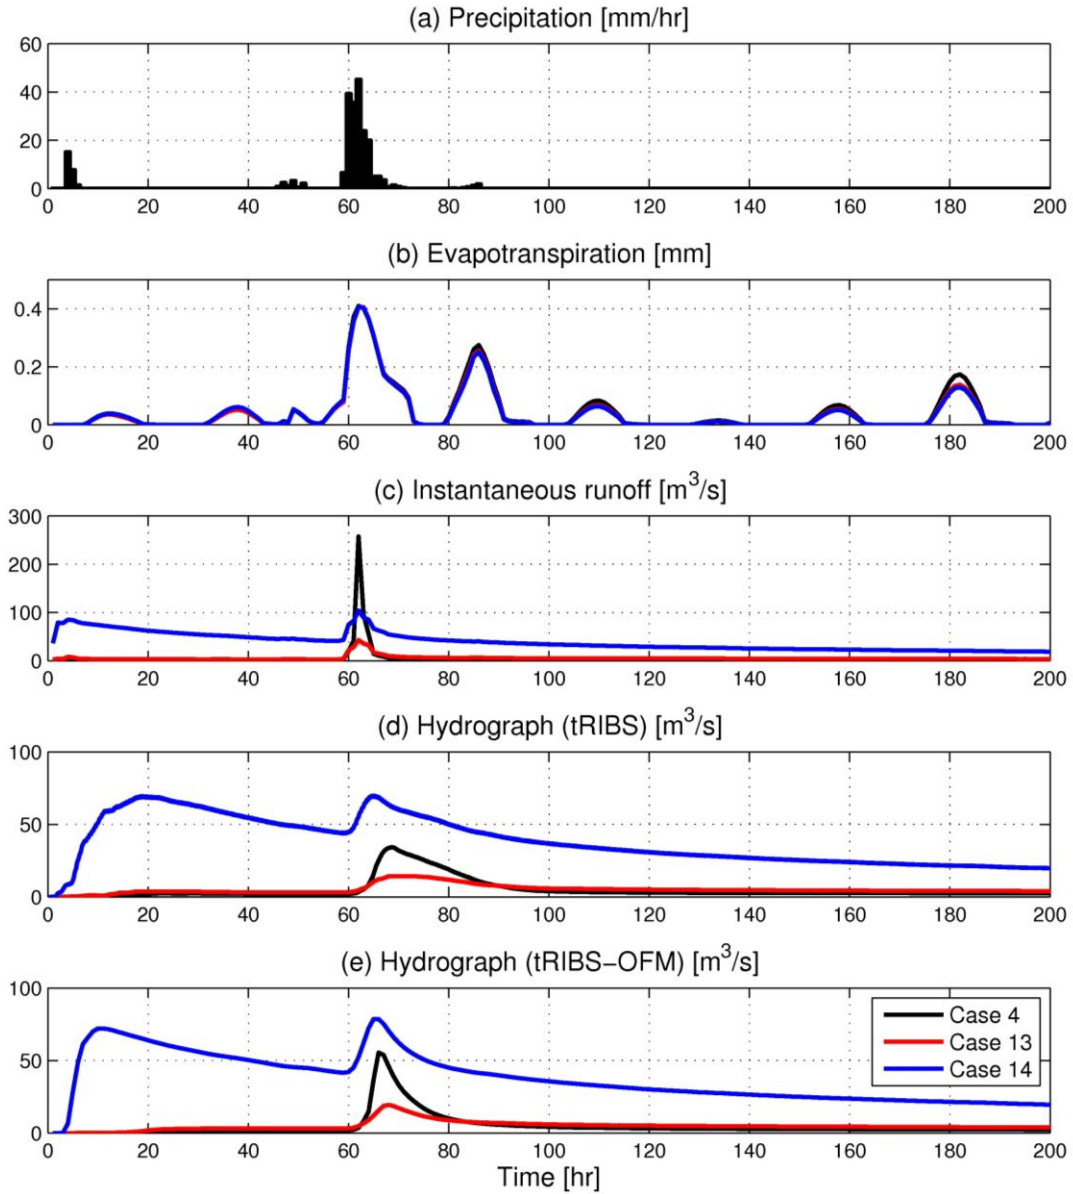 (a) Precipitation [mm/hr]
60
40
20
0
0 20 40 60 80 100 120 140 160 180 200
(b) Evapotranspiration [mm]
0.4
0.2
0
0 20 40 60 80 100 120 140 160 180 200
(c) Instantaneous runoff [m³/s]
300
200
100
0
0 20 40 60 80 100 120 140 160 180 200
(d) Hydrograph (tRIBS) [m³/s]
100
50
0
0 20 40 60 80 100 120 140 160 180 200
(e) Hydrograph (tRIBS−OFM) [m³/s]
100
50
0
Case 4
Case 13
Case 14
0 20 40 60 80 100 120 140 160 180 200
Time [hr]